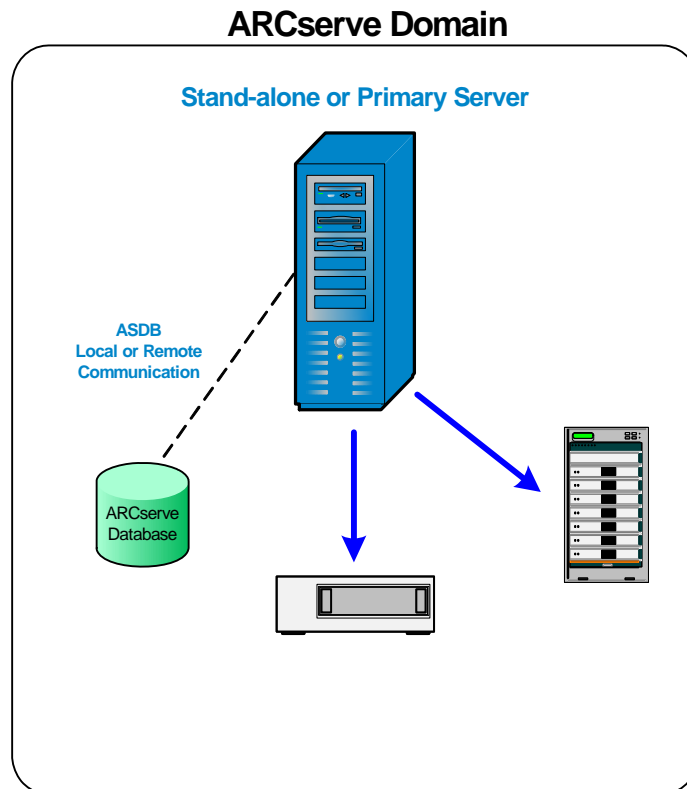 ARCserve Domain
Stand-alone or Primary Server
ASDB
Local or Remote
Communication
ARCserve
Database